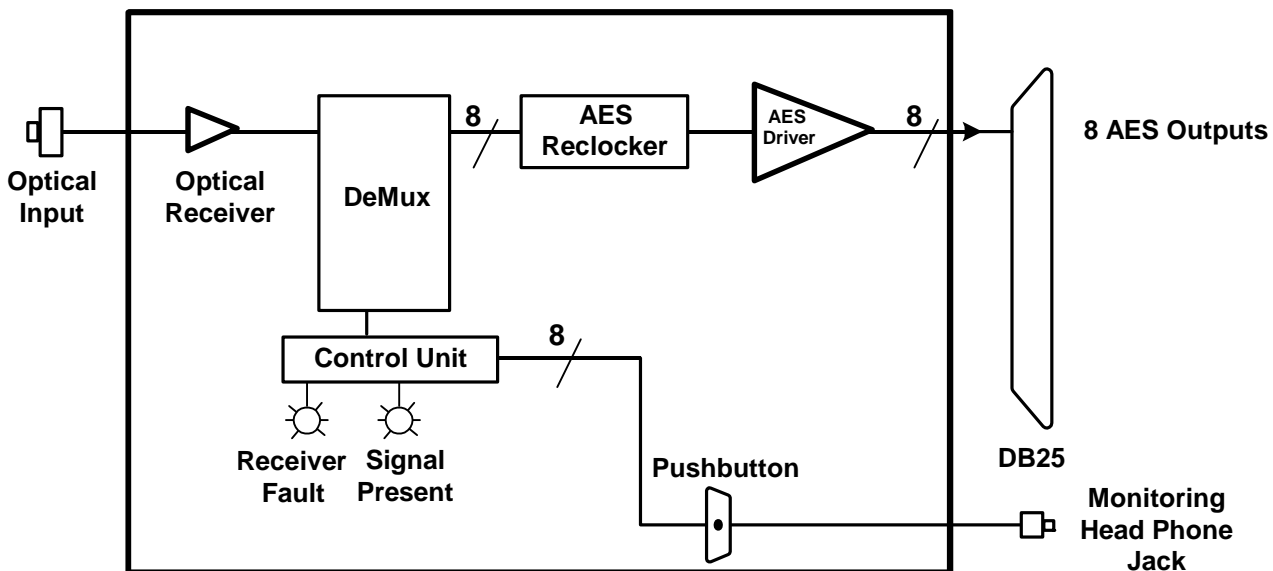 Optical
Input
Optical
Receiver
DeMux
8
AES
Reclocker
AES
Driver
8
8 AES Outputs
DB25
Control Unit
8
Receiver
Fault
Signal
Present
Pushbutton
Monitoring
Head Phone
Jack